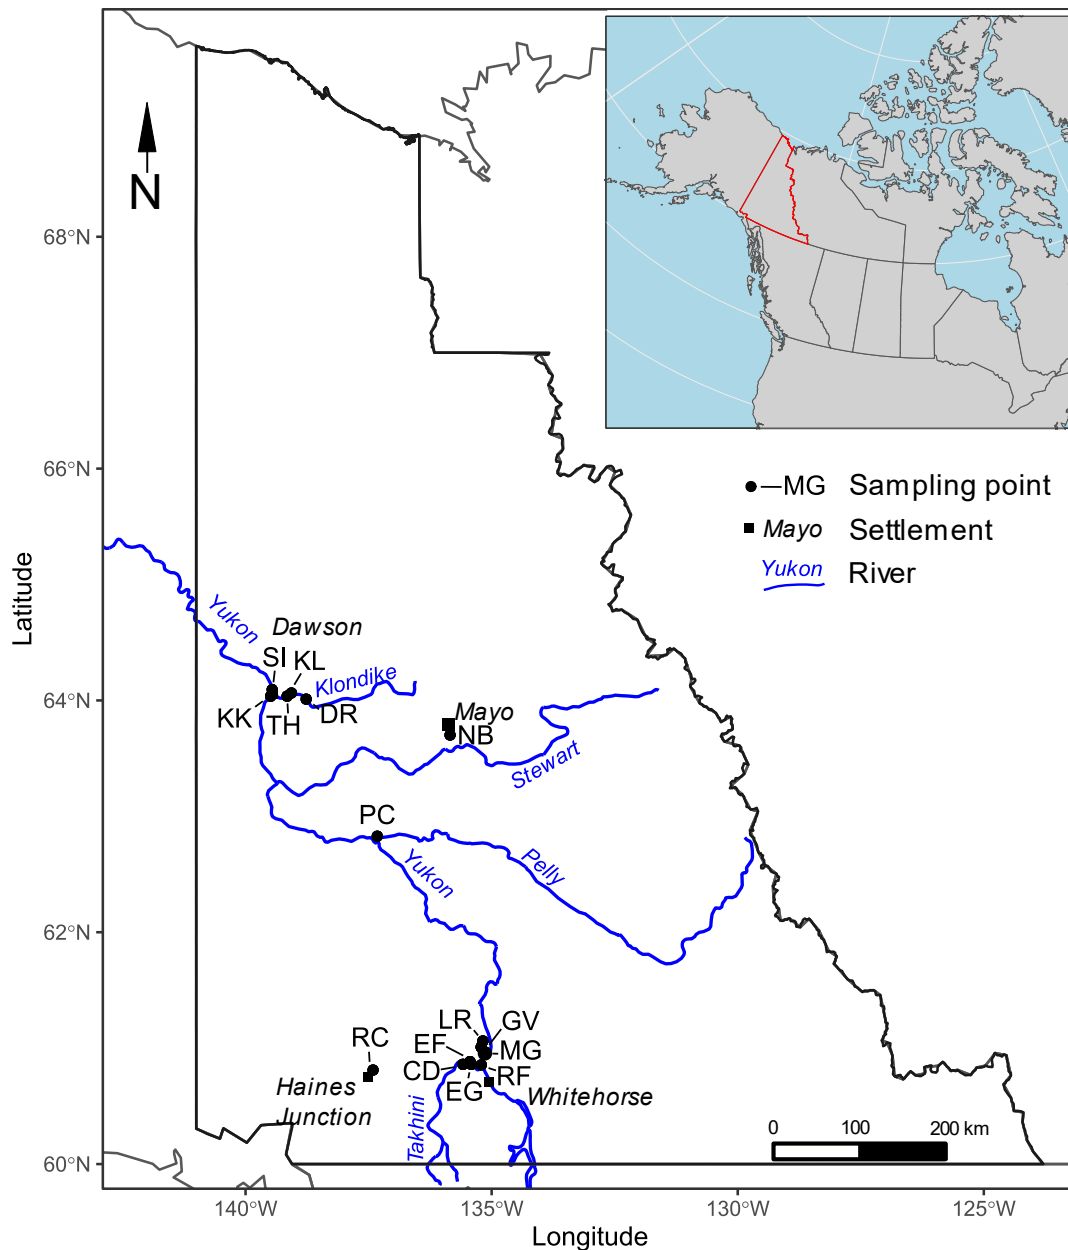 N
68°N
66°N
64°N
62°N
60°N
Latitude
MG Sampling point
Mayo Settlement
Yukon River
Yukon
Dawson
SI KL
Klondike
KK TH DR
Mayo
NB
Stewart
PC
Yukon
Pelly
LR GV
RC EF MG
CD EG RF
Haines
Junction
Whitehorse
Takhini
0 100 200 km
140°W 135°W 130°W 125°W
Longitude